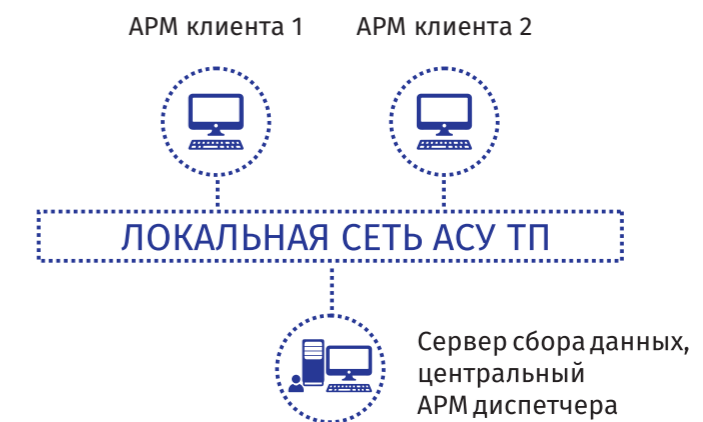 АРМ клиента 1 АРМ клиента 2
ЛОКАЛЬНАЯ СЕТЬ АСУ ТП
Сервер сбора данных,
центральный
АРМ диспетчера